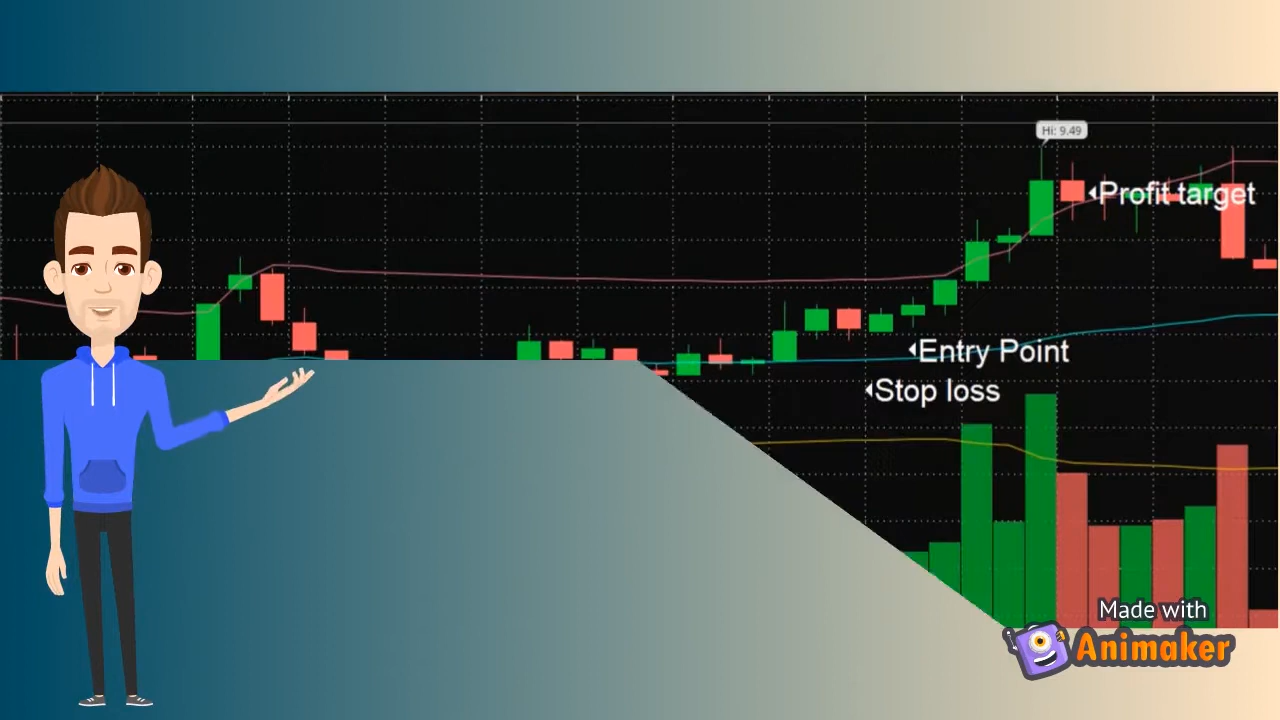 Hi: 9.49
Profit target
Entry Point
Stop loss
Made with
Animaker